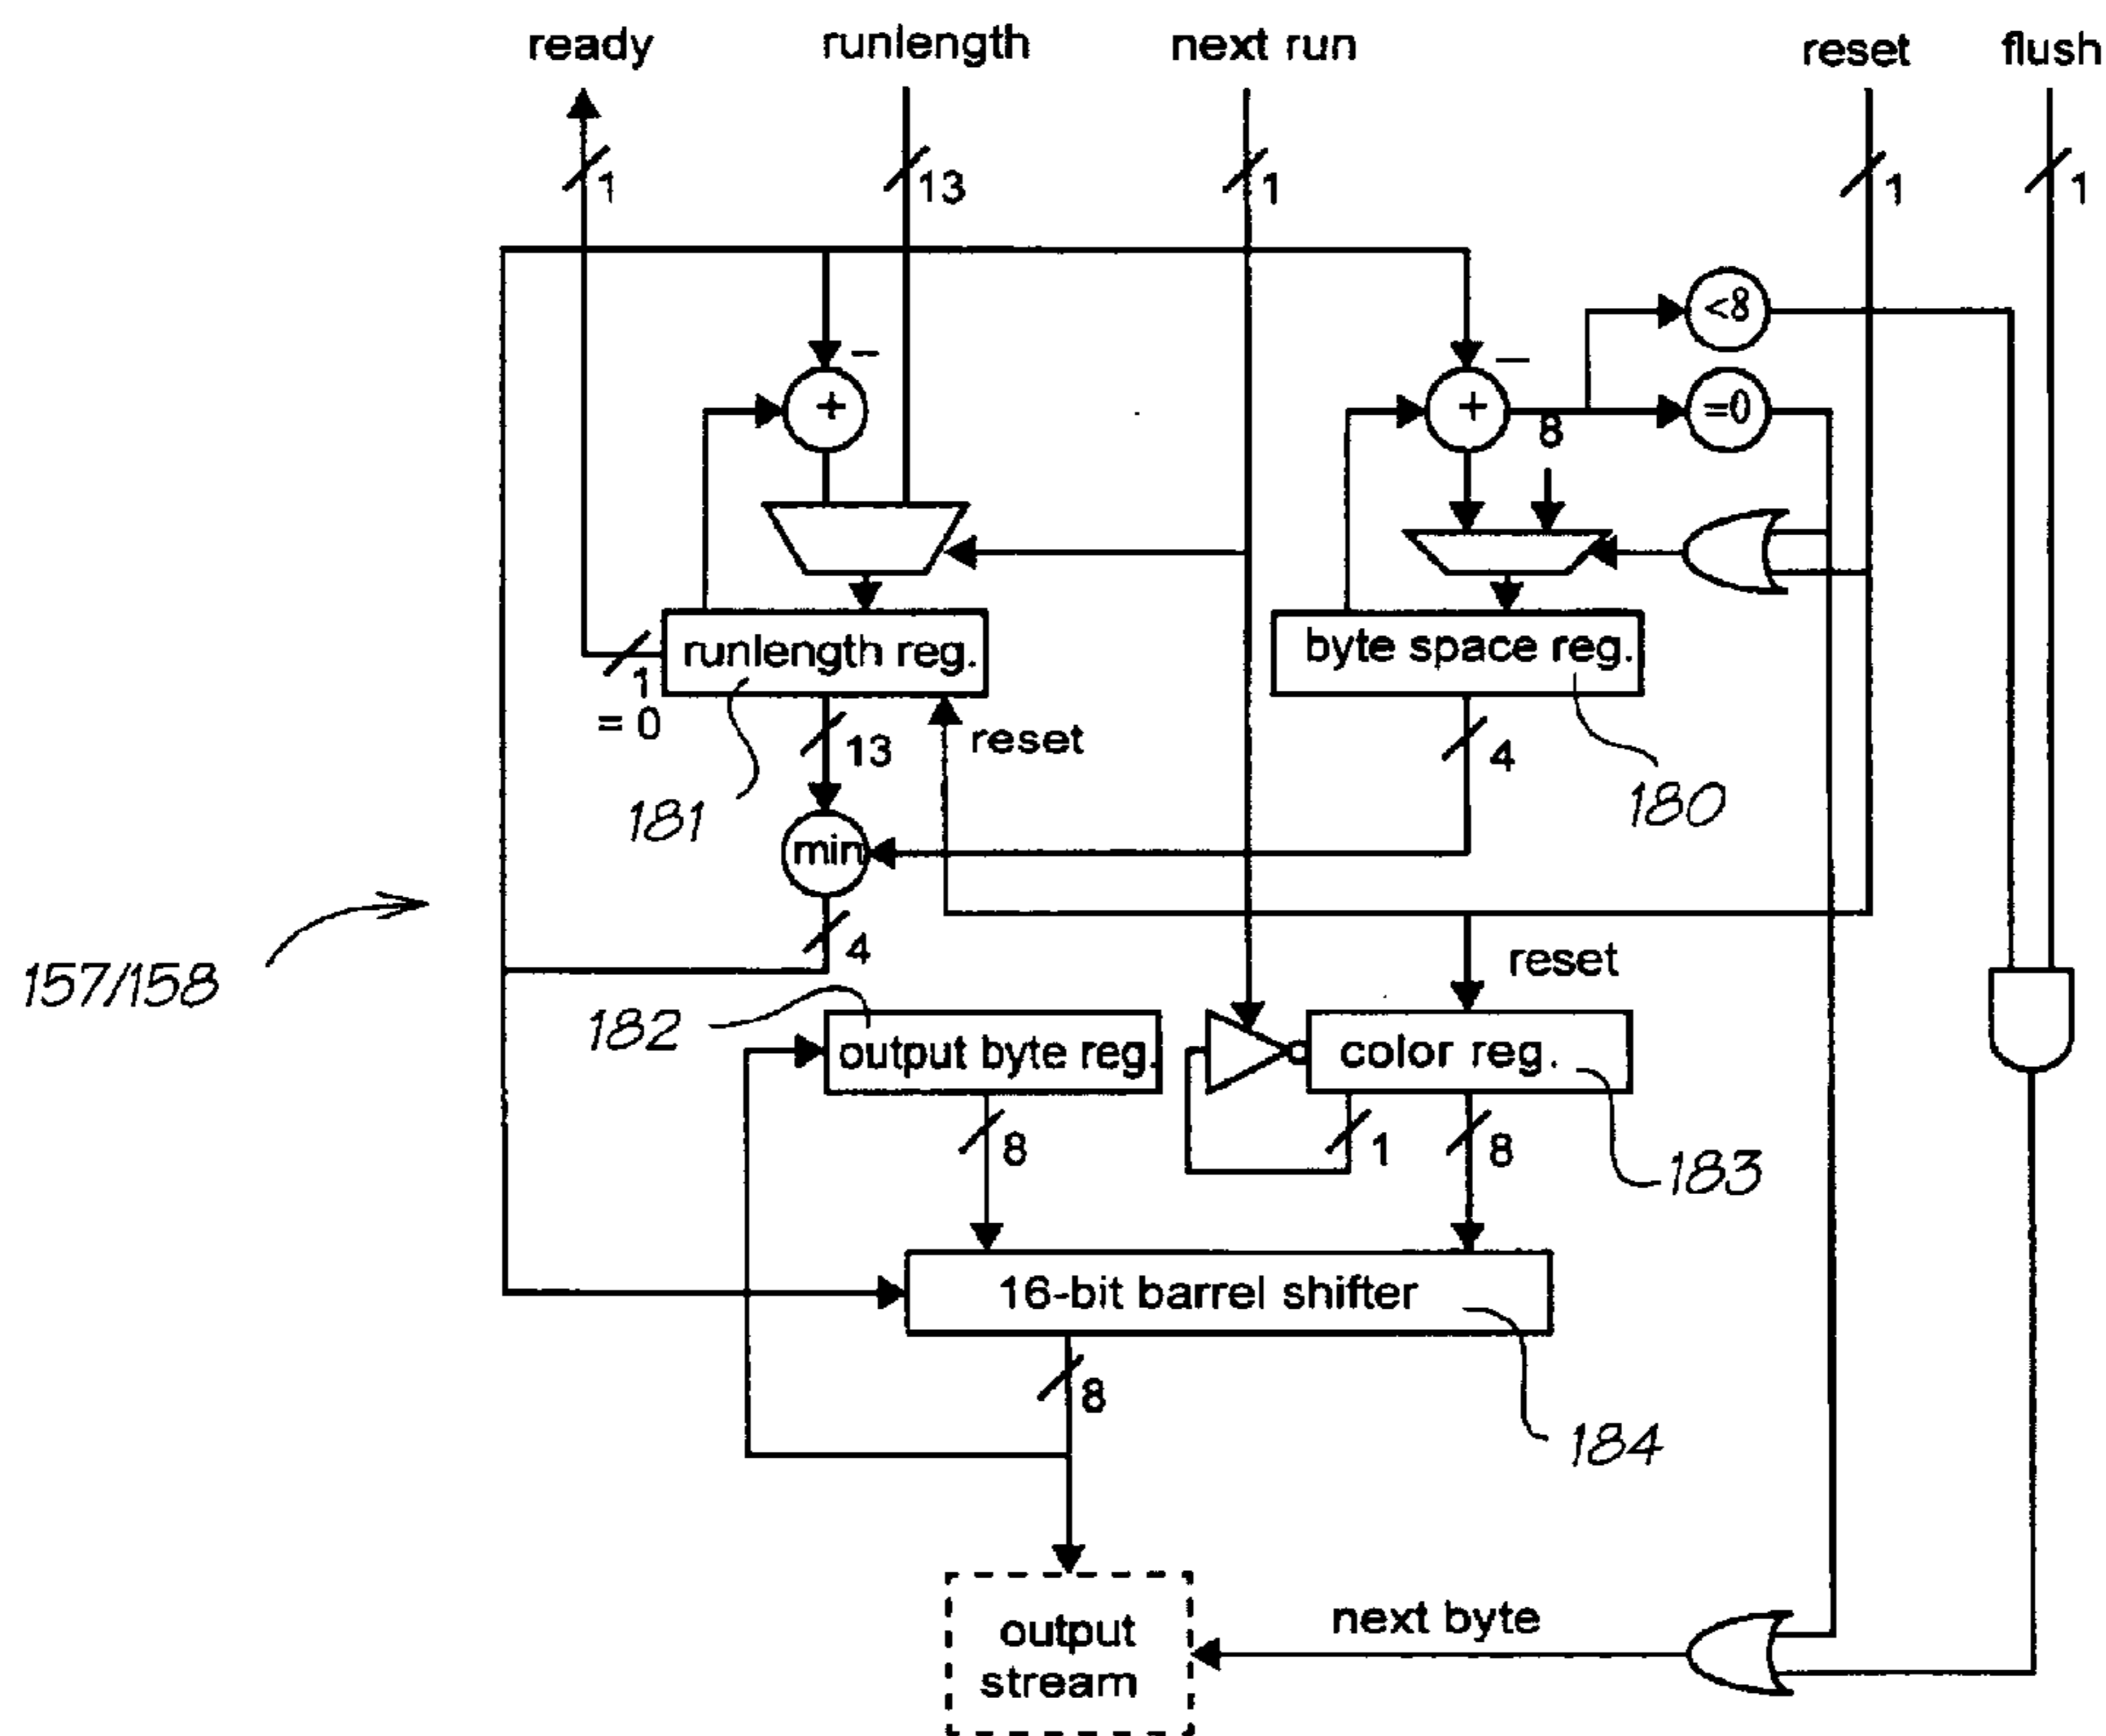 ready
runlength
next run
reset
flush
1
13
1
1
1
<8
−
−
+
+
8
=0
runlength reg.
byte space reg.
1
= 0
13
reset
4
181
180
min
4
reset
157/158
182
output byte reg.
color reg.
8
1
8
183
16-bit barrel shifter
8
184
next byte
output
stream